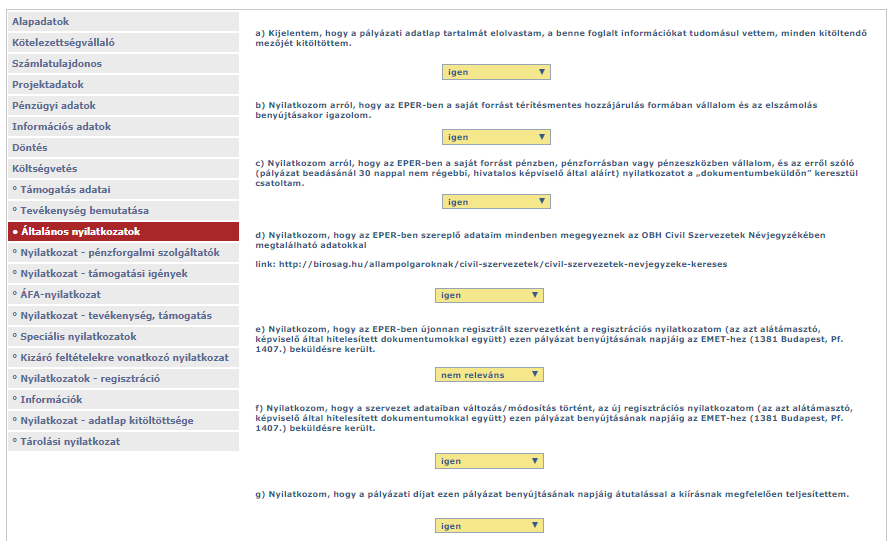 Alapadatok
Kötelezettségvállaló
Számlatulajdonos
Projektadatok
Pénzügyi adatok
Információs adatok
Döntés
Költségvetés
° Támogatás adatai
° Tevékenység bemutatása
• Általános nyilatkozatok
° Nyilatkozat - pénzforgalmi szolgáltatók
° Nyilatkozat - támogatási igények
° ÁFA-nyilatkozat
° Nyilatkozat - tevékenység, támogatás
° Speciális nyilatkozatok
° Kizáró feltételekre vonatkozó nyilatkozat
° Nyilatkozatok - regisztráció
° Információk
° Nyilatkozat - adatlap kitöltöttsége
° Tárolási nyilatkozat
a) Kijelentem, hogy a pályázati adatlap tartalmát elolvastam, a benne foglalt információkat tudomásul vettem, minden kitöltendő
mezőjét kitöltöttem.
igen
b) Nyilatkozom arról, hogy az EPER-ben a saját forrást térítésmentes hozzájárulás formában vállalom és az elszámolás
benyújtásakor igazolom.
igen
c) Nyilatkozom arról, hogy az EPER-ben a saját forrást pénzben, pénzforrásban vagy pénzeszközben vállalom, és az erről szóló
(pályázat beadásánál 30 nappal nem régebbi, hivatalos képviselő által aláírt) nyilatkozatot a „dokumentumbeküldőn” keresztül
csatoltam.
igen
d) Nyilatkozom, hogy az EPER-ben szereplő adataim mindenben megegyeznek az OBH Civil Szervezetek Névjegyzékében
megtalálható adatokkal
link: http://birosag.hu/allampolgaroknak/civil-szervezetek/civil-szervezetek-nevjegyzeke-kereses
igen
e) Nyilatkozom, hogy az EPER-ben újonnan regisztrált szervezetként a regisztrációs nyilatkozatom (az azt alátámasztó,
képviselő által hitelesített dokumentumokkal együtt) ezen pályázat benyújtásának napjáig az EMET-hez (1381 Budapest, Pf.
1407.) beküldésre került.
nem releváns
f) Nyilatkozom, hogy a szervezet adataiban változás/módosítás történt, az új regisztrációs nyilatkozatom (az azt alátámasztó,
képviselő által hitelesített dokumentumokkal együtt) ezen pályázat benyújtásának napjáig az EMET-hez (1381 Budapest, Pf.
1407.) beküldésre került.
igen
g) Nyilatkozom, hogy a pályázati díjat ezen pályázat benyújtásának napjáig átutalással a kiírásnak megfelelően teljesítettem.
igen